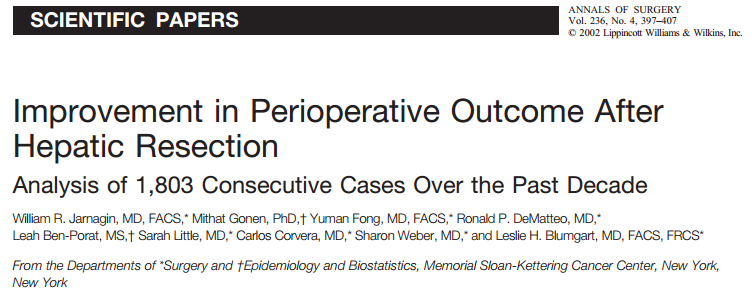 SCIENTIFIC PAPERS
ANNALS OF SURGERY
Vol. 236, No. 4, 397–407
© 2002 Lippincott Williams & Wilkins, Inc.
Improvement in Perioperative Outcome After
Hepatic Resection
Analysis of 1,803 Consecutive Cases Over the Past Decade
William R. Jarnagin, MD, FACS,* Mithat Gonen, PhD,† Yuman Fong, MD, FACS,* Ronald P. DeMatteo, MD,*
Leah Ben-Porat, MS,† Sarah Little, MD,* Carlos Corvera, MD,* Sharon Weber, MD,* and Leslie H. Blumgart, MD, FACS, FRCS*
From the Departments of *Surgery and †Epidemiology and Biostatistics, Memorial Sloan-Kettering Cancer Center, New York,
New York